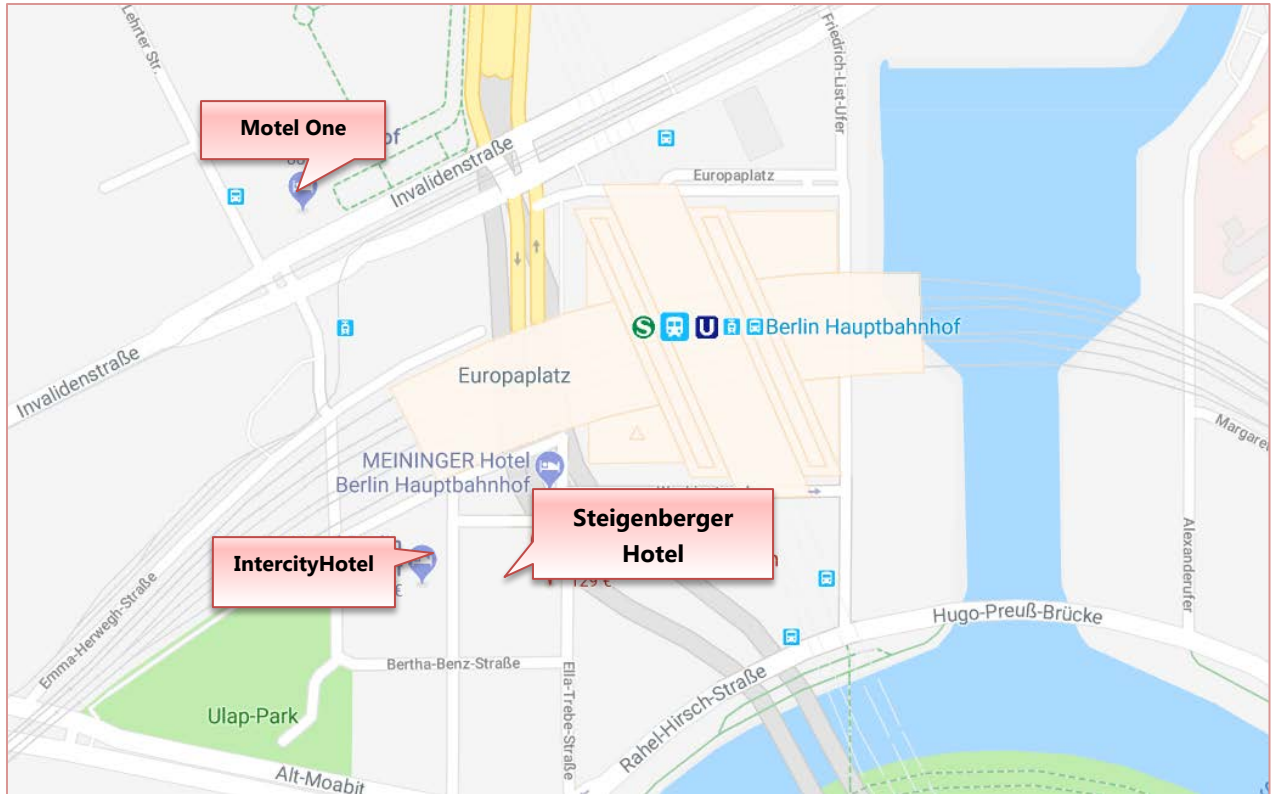 Lehrter Str.
Friedrich-List-Ufer
Motel One
Invalidenstraße
Europaplatz
Berlin Hauptbahnhof
Europaplatz
Invalidenstraße
MEININGER Hotel
Berlin Hauptbahnhof
Steigenberger
Hotel
IntercityHotel
129 €
Alexanderufer
Emma-Herwegh-Straße
Hugo-Preuß-Brücke
Bertha-Benz-Straße
Ella-Trebe-Straße
Rahel-Hirsch-Straße
Ulap-Park
Alt-Moabit
S
U